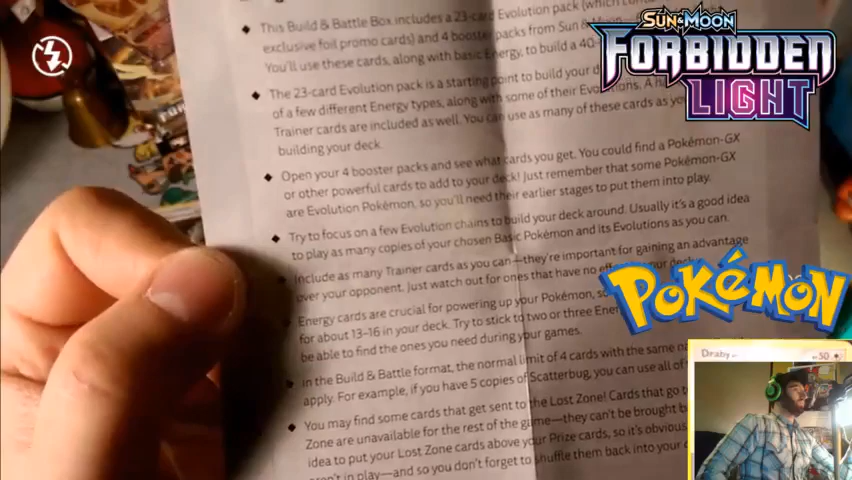 This Build & Battle Box includes a 23-card Evolution pack (which
exclusive foil promo cards) and 4 booster packs from Sun &
You'll use these cards, along with basic Energy, to build a 40-
The 23-card Evolution pack is a starting point to build your
of a few different Energy types, along with some of their Evolutions. A
Trainer cards are included as well. You can use as many of these cards as
building your deck.
Open your 4 booster packs and see what cards you get. You could find a Pokémon-GX
or other powerful cards to add to your deck! Just remember that some Pokémon-GX
are Evolution Pokémon, so you'll need their earlier stages to put them into play.
Try to focus on a few Evolution chains to build your deck around. Usually it's a good idea
to play as many copies of your chosen Basic Pokémon and its Evolutions as you can.
Include as many Trainer cards as you can—they're important for gaining an advantage
over your opponent. Just watch out for ones that have no
Energy cards are crucial for powering up your Pokémon,
for about 13–16 in your deck. Try to stick to two or three
be able to find the ones you need during your games.
In the Build & Battle format, the normal limit of 4 cards with the same
apply. For example, if you have 5 copies of Scatterbug, you can use all of
You may find some cards that get sent to the Lost Zone! Cards that go
Zone are unavailable for the rest of the game—they can't be brought
idea to put your Lost Zone cards above your Prize cards, so it's obvious
aren't in play—and so you don't forget to shuffle them back into your
SUN & MOON
FORBIDDEN
LIGHT
POKéMON